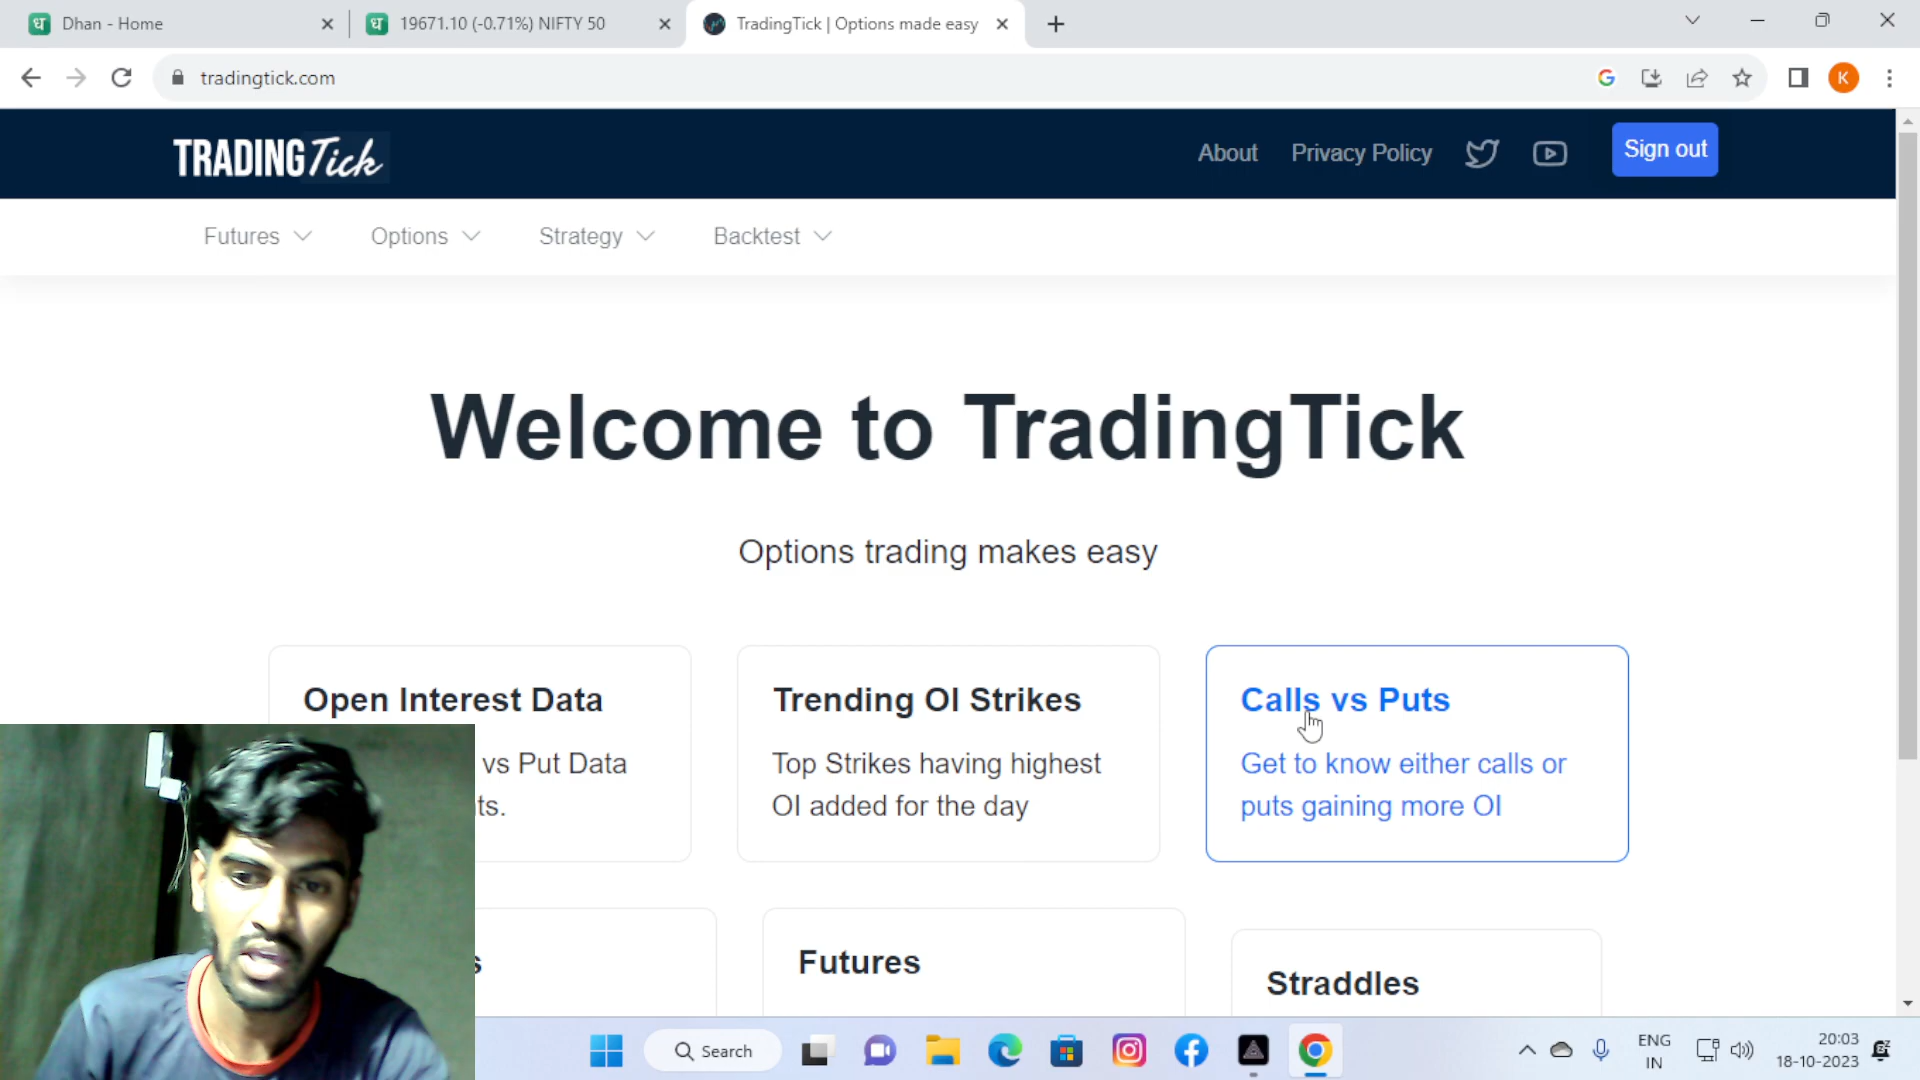 Dhan - Home
19671.10 (-0.71%) NIFTY 50
TradingTick | Options made easy
tradingtick.com
K
TRADINGTick
About
Privacy Policy
Sign out
Futures
Options
Strategy
Backtest
Welcome to TradingTick
Options trading makes easy
Open Interest Data
vs Put Data
ts.
Trending OI Strikes
Top Strikes having highest
OI added for the day
Calls vs Puts
Get to know either calls or
puts gaining more OI
s
Futures
Straddles
Search
ENG
IN
20:03
18-10-2023